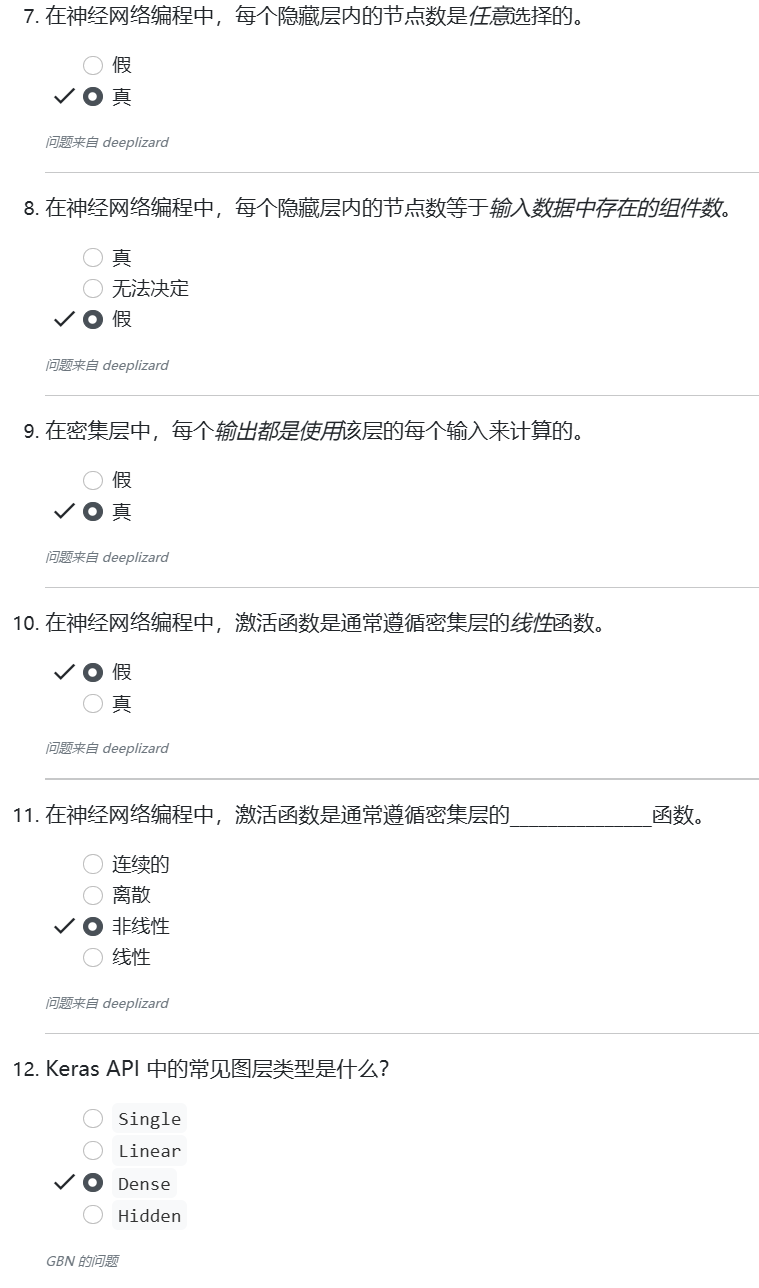 7. 在神经网络编程中，每个隐藏层内的节点数是任意选择的。
假
真
问题来自 deeplizard
8. 在神经网络编程中，每个隐藏层内的节点数等于输入数据中存在的组件数。
真
无法决定
假
问题来自 deeplizard
9. 在密集层中，每个输出都是使用该层的每个输入来计算的。
假
真
问题来自 deeplizard
10. 在神经网络编程中，激活函数是通常遵循密集层的线性函数。
假
真
问题来自 deeplizard
11. 在神经网络编程中，激活函数是通常遵循密集层的_______________函数。
连续的
离散
非线性
线性
问题来自 deeplizard
12. Keras API 中的常见图层类型是什么？
Single
Linear
Dense
Hidden
GBN 的问题